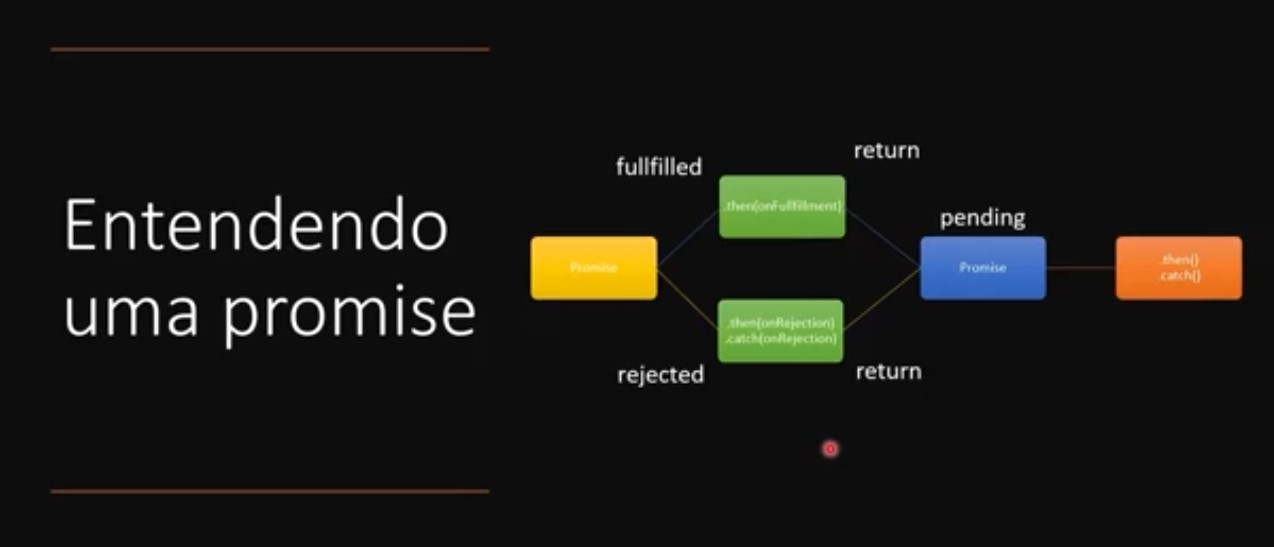 Entendendo
uma promise
fullfilled
return
.then(onFullfillment)
pending
Promise
Promise
.then()
.catch()
.then(onRejection)
.catch(onRejection)
rejected
return